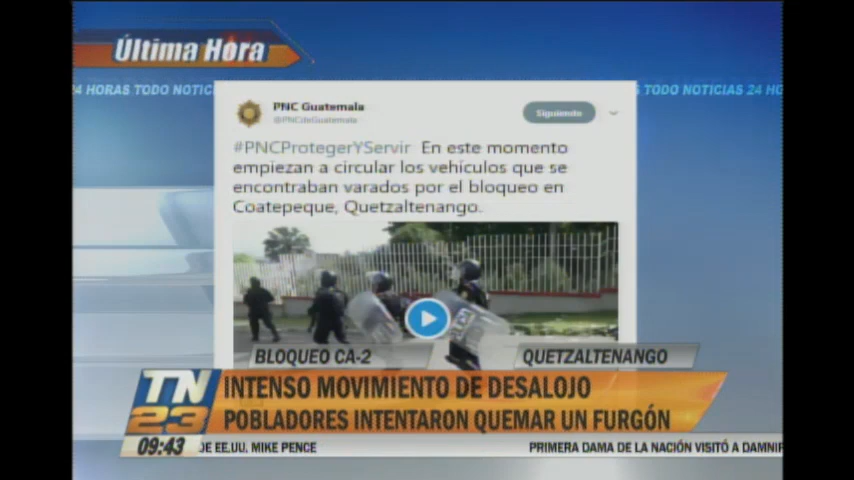 Última Hora
24 HORAS TODO NOTICI
TODO NOTICIAS 24 HO
PNC Guatemala
@PNCdeGuatemala
Siguiendo
#PNCProtegerYServir En este momento
empiezan a circular los vehículos que se
encontraban varados por el bloqueo en
Coatepeque, Quetzaltenango.
BLOQUEO CA-2
QUETZALTENANGO
INTENSO MOVIMIENTO DE DESALOJO
POBLADORES INTENTARON QUEMAR UN FURGÓN
TN
23
09:43
DE EE.UU. MIKE PENCE
PRIMERA DAMA DE LA NACIÓN VISITÓ A DAMNIF